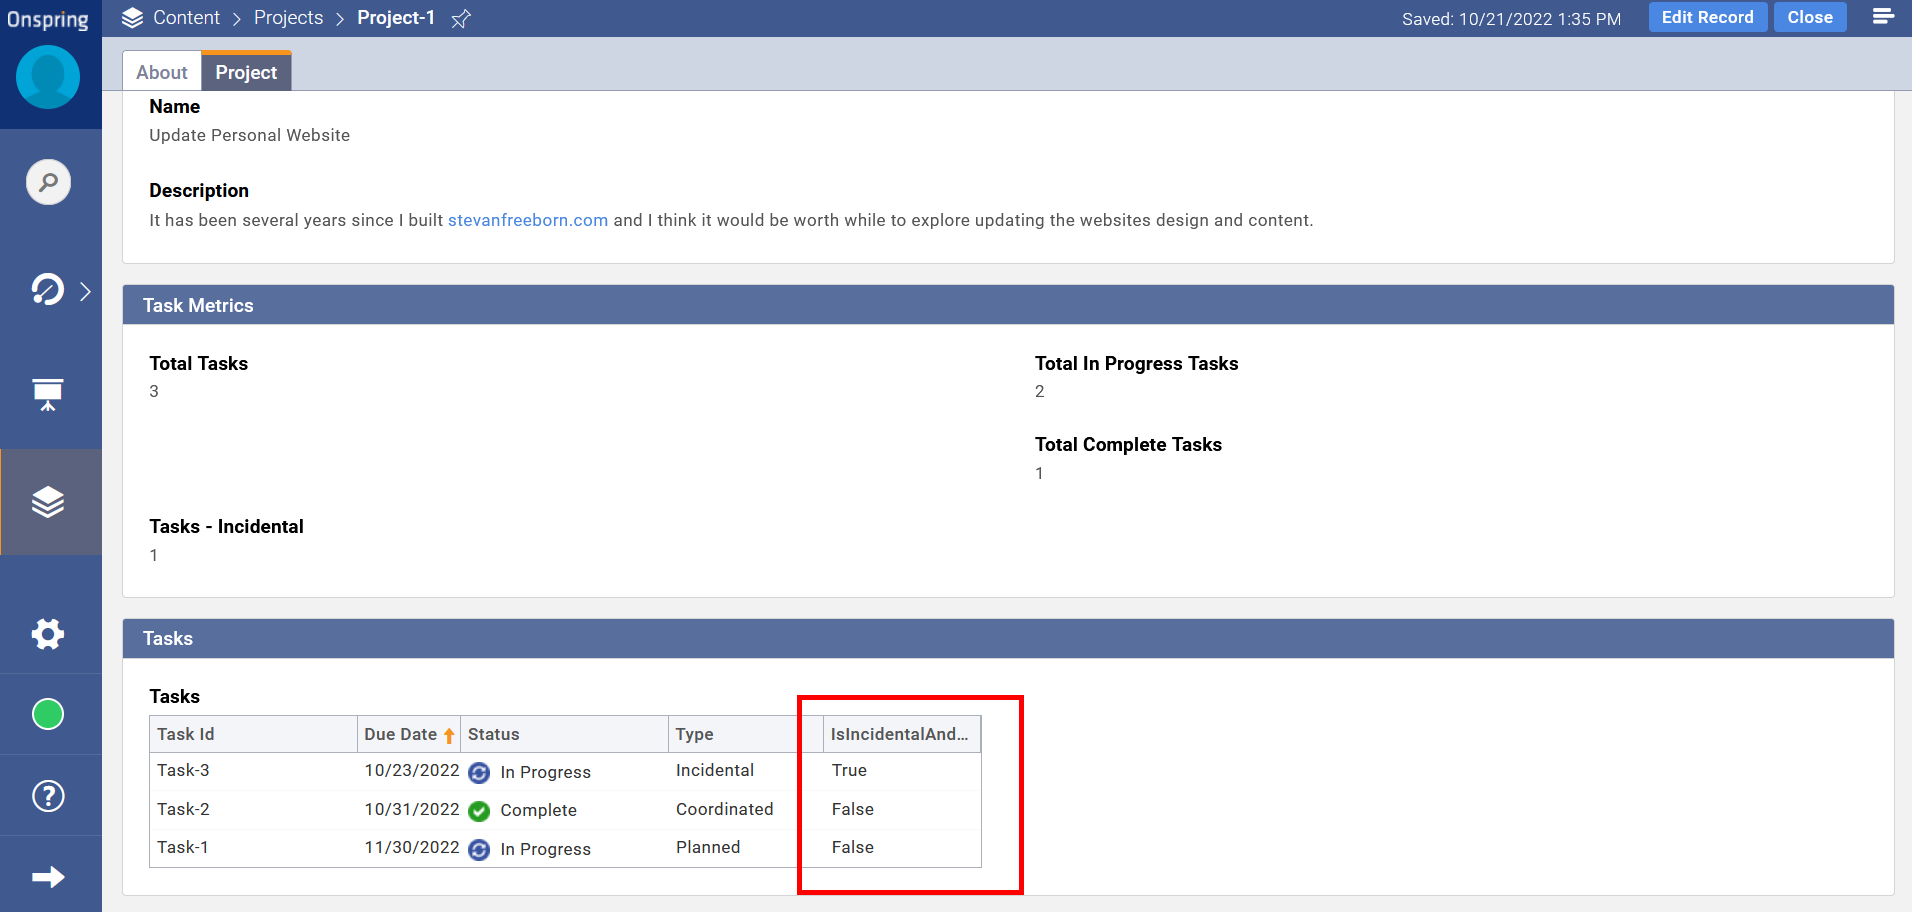 Onspring
Content > Projects > Project-1
Saved: 10/21/2022 1:35 PM
Edit Record
Close
About
Project
Name
Update Personal Website
Description
It has been several years since I built stevanfreeborn.com and I think it would be worth while to explore updating the websites design and content.
Task Metrics
Total Tasks
3
Total In Progress Tasks
2
Total Complete Tasks
1
Tasks - Incidental
1
Tasks
Tasks
Task Id Due Date Status Type IsIncidentalAnd...
Task-3 10/23/2022 In Progress Incidental True
Task-2 10/31/2022 Complete Coordinated False
Task-1 11/30/2022 In Progress Planned False